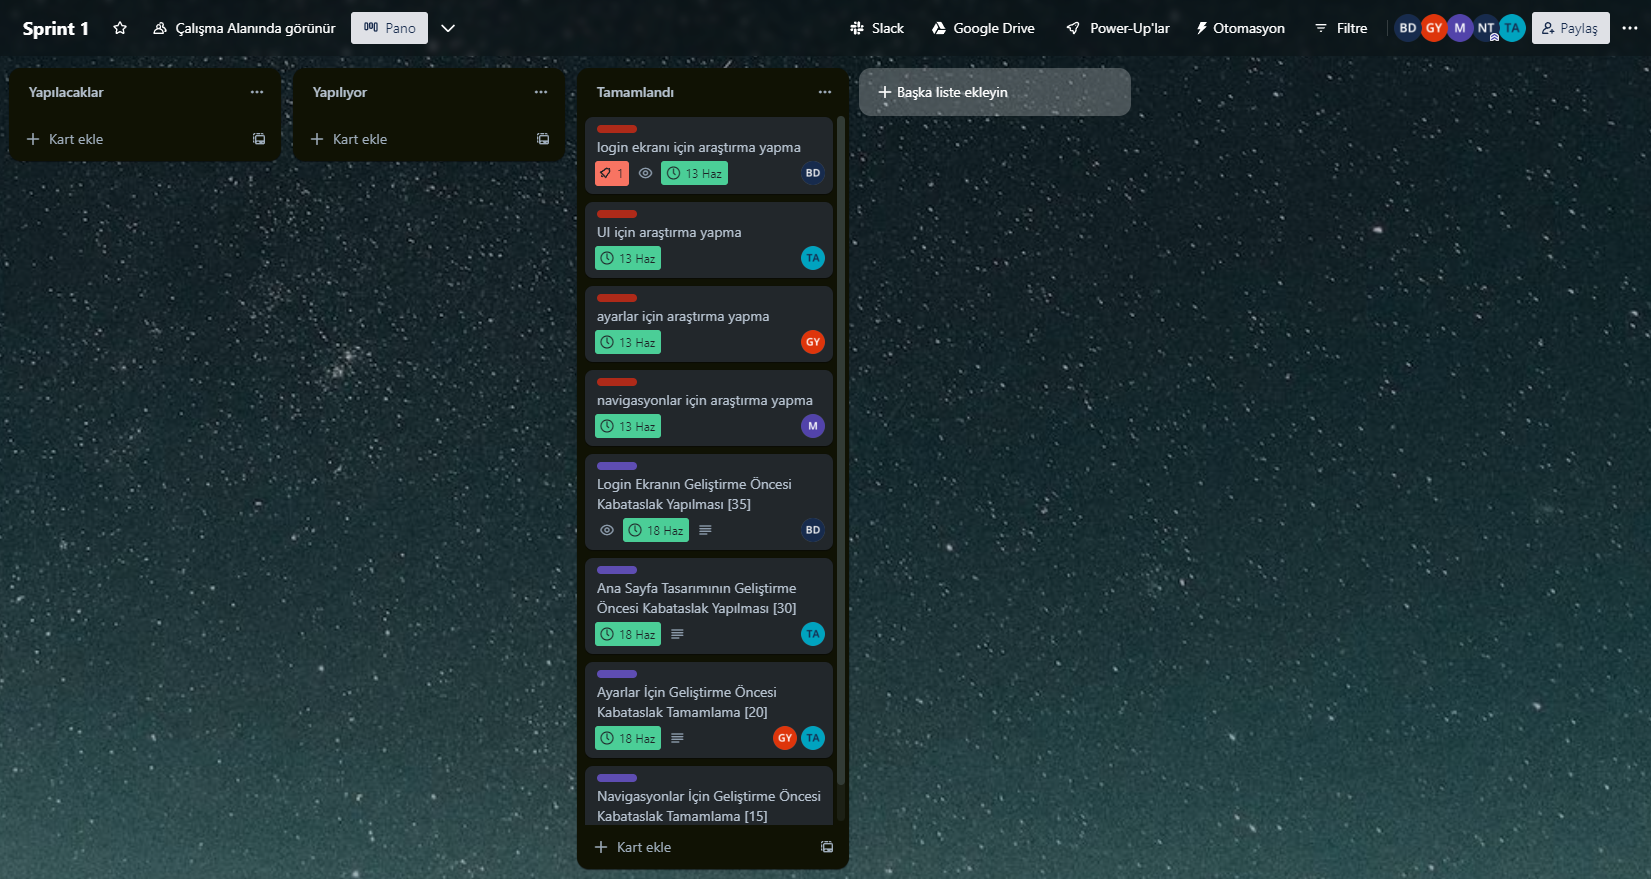 Sprint 1
Çalışma Alanında görünür
Pano
Slack
Google Drive
Power-Up'lar
Otomasyon
Filtre
BD
GY
M
NT
TA
Paylaş
Yapılacaklar
Kart ekle
Yapılıyor
Kart ekle
Tamamlandı
login ekranı için araştırma yapma
1
13 Haz
BD
UI için araştırma yapma
13 Haz
TA
ayarlar için araştırma yapma
13 Haz
GY
navigasyonlar için araştırma yapma
13 Haz
M
Login Ekranın Geliştirme Öncesi
Kabataslak Yapılması [35]
18 Haz
BD
Ana Sayfa Tasarımının Geliştirme
Öncesi Kabataslak Yapılması [30]
18 Haz
TA
Ayarlar İçin Geliştirme Öncesi
Kabataslak Tamamlama [20]
18 Haz
GY
TA
Navigasyonlar İçin Geliştirme Öncesi
Kabataslak Tamamlama [15]
Kart ekle
Başka liste ekleyin